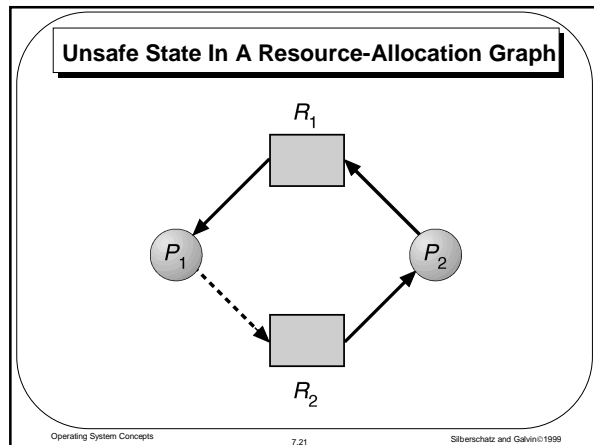 Unsafe State In A Resource-Allocation Graph
R1
P1
P2
R2
Operating System Concepts
7.21
Silberschatz and Galvin©1999